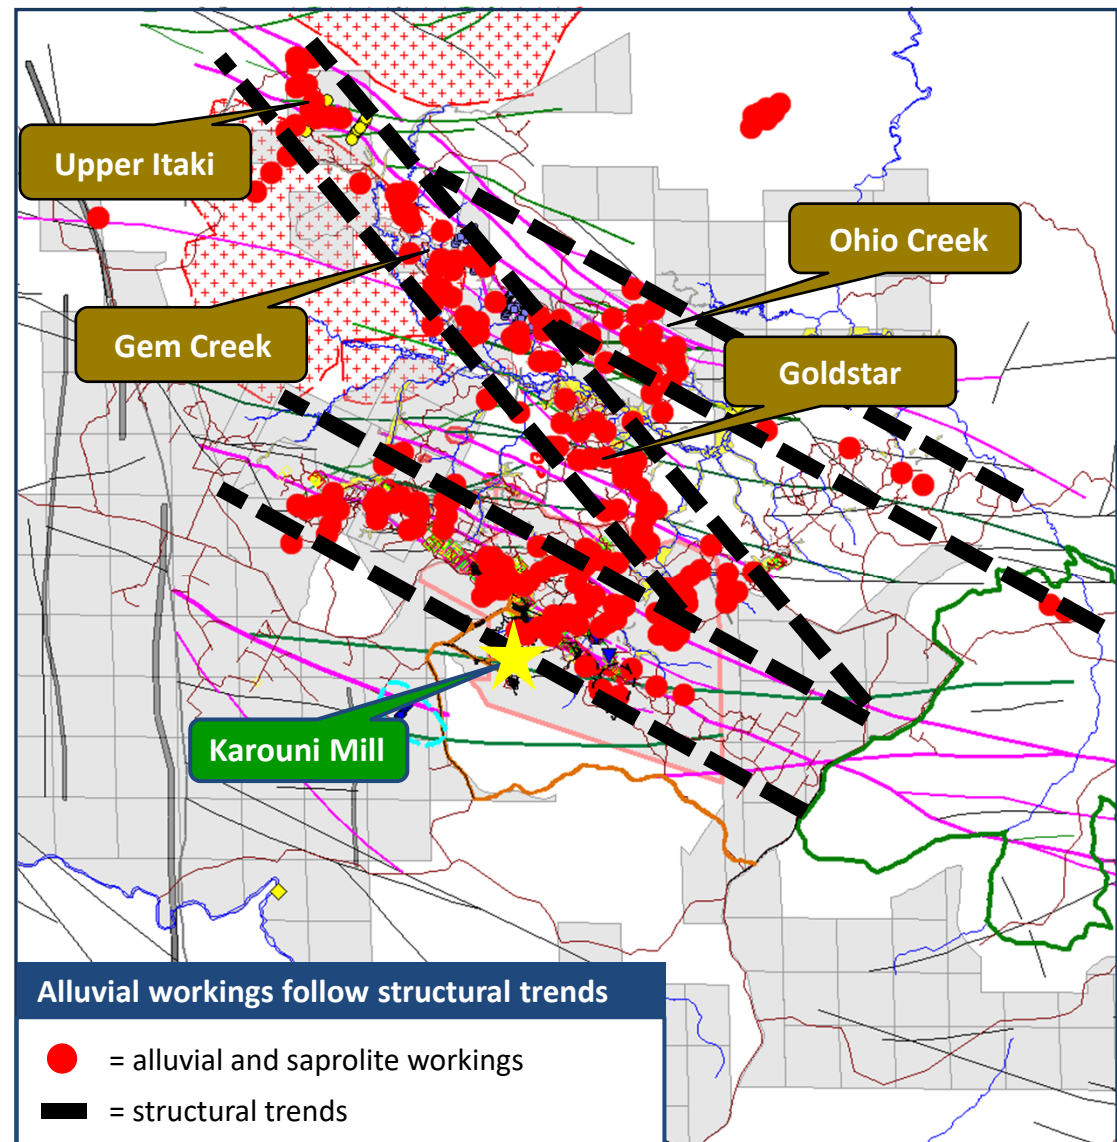 Upper Itaki
Ohio Creek
Gem Creek
Goldstar
Karouni Mill
Alluvial workings follow structural trends
= alluvial and saprolite workings
= structural trends